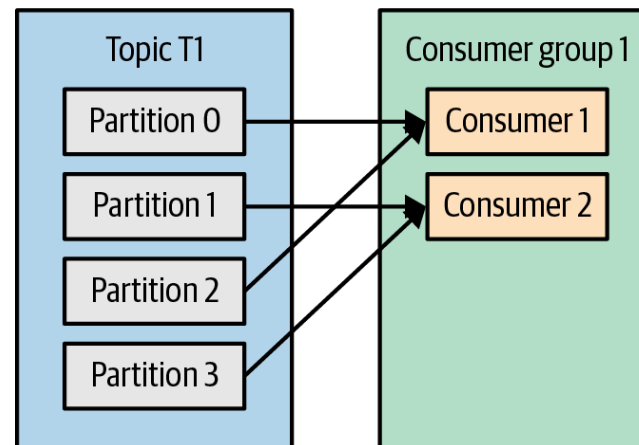 Topic T1
Partition 0
Partition 1
Partition 2
Partition 3
Consumer group 1
Consumer 1
Consumer 2